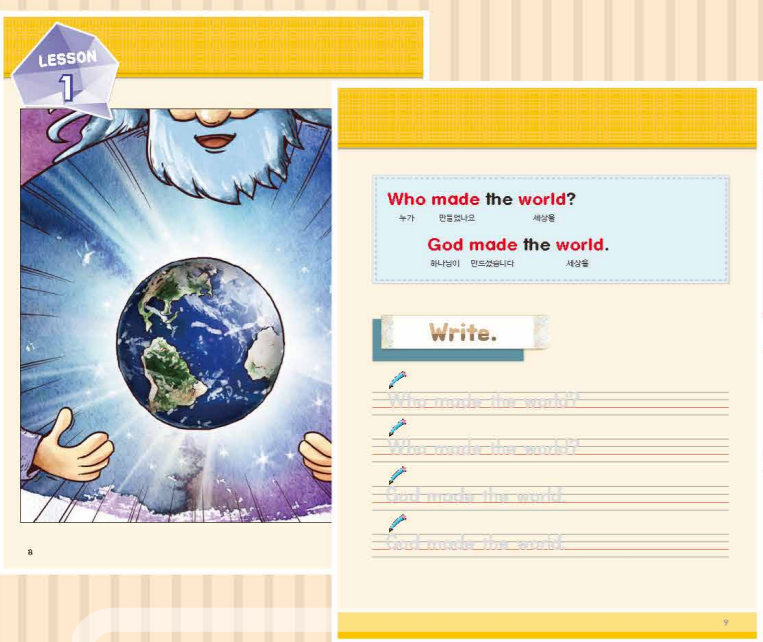 LESSON
1
8
Who made the world?
누가 만들었나요 세상을
God made the world.
하나님이 만드셨습니다 세상을
Write.
Who made the world?
Who made the world?
God made the world.
God made the world.
9